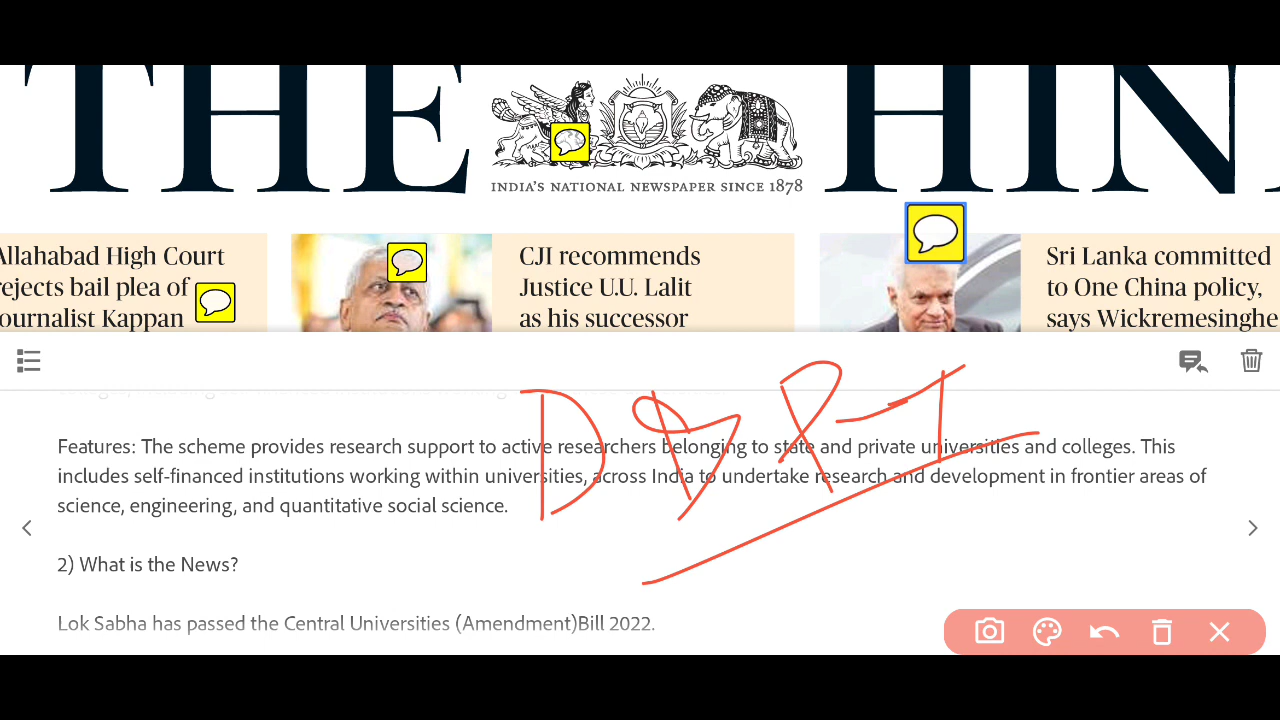 THE HIN
INDIA'S NATIONAL NEWSPAPER SINCE 1878
Allahabad High Court
rejects bail plea of
journalist Kappan
CJI recommends
Justice U.U. Lalit
as his successor
Sri Lanka committed
to One China policy,
says Wickremesinghe
Features: The scheme provides research support to active researchers belonging to state and private universities and colleges. This
includes self-financed institutions working within universities, across India to undertake research and development in frontier areas of
science, engineering, and quantitative social science.
2) What is the News?
Lok Sabha has passed the Central Universities (Amendment)Bill 2022.